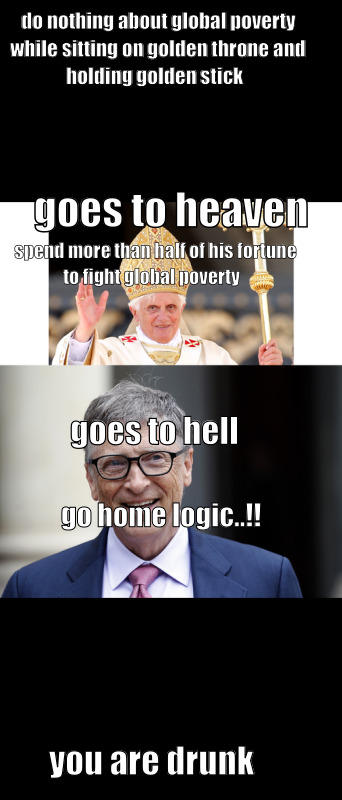 do nothing about global poverty
while sitting on golden throne and
holding golden stick
goes to heaven
spend more than half of his fortune
to fight global poverty
goes to hell
go home logic..!!
you are drunk